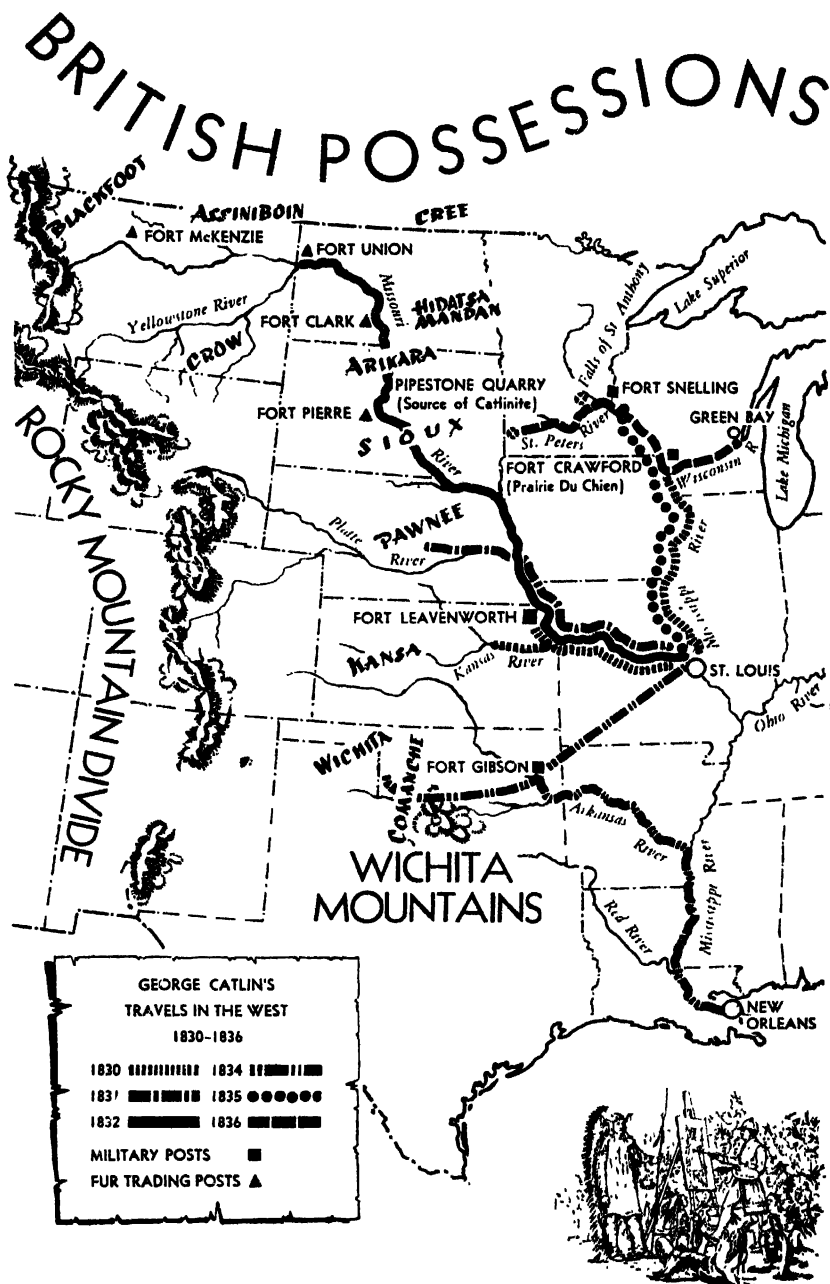 BRITISH POSSESSIONS
BLACKFOOT
ASSINIBOIN
CREE
FORT McKENZIE
FORT UNION
Missouri
Lake Superior
Yellowstone River
FORT CLARK
HIDATSA
MANDAN
Falls of St. Anthony
CROW
ARIKARA
PIPESTONE QUARRY
(Source of Catlinite)
FORT SNELLING
FORT PIERRE
SIOUX
River
St. Peters River
GREEN BAY
Lake Michigan
FORT CRAWFORD
(Prairie Du Chien)
Wisconsin R.
ROCKY MOUNTAIN DIVIDE
Platte
River
PAWNEE
River
FORT LEAVENWORTH
KANSA
Kansas River
ST. LOUIS
Ohio River
WICHITA
COMANCHE
FORT GIBSON
Arkansas
River
WICHITA
MOUNTAINS
Mississippi River
Red River
NEW
ORLEANS
GEORGE CATLIN'S
TRAVELS IN THE WEST
1830-1836
1830 1834
1831 1835
1832 1836
MILITARY POSTS
FUR TRADING POSTS